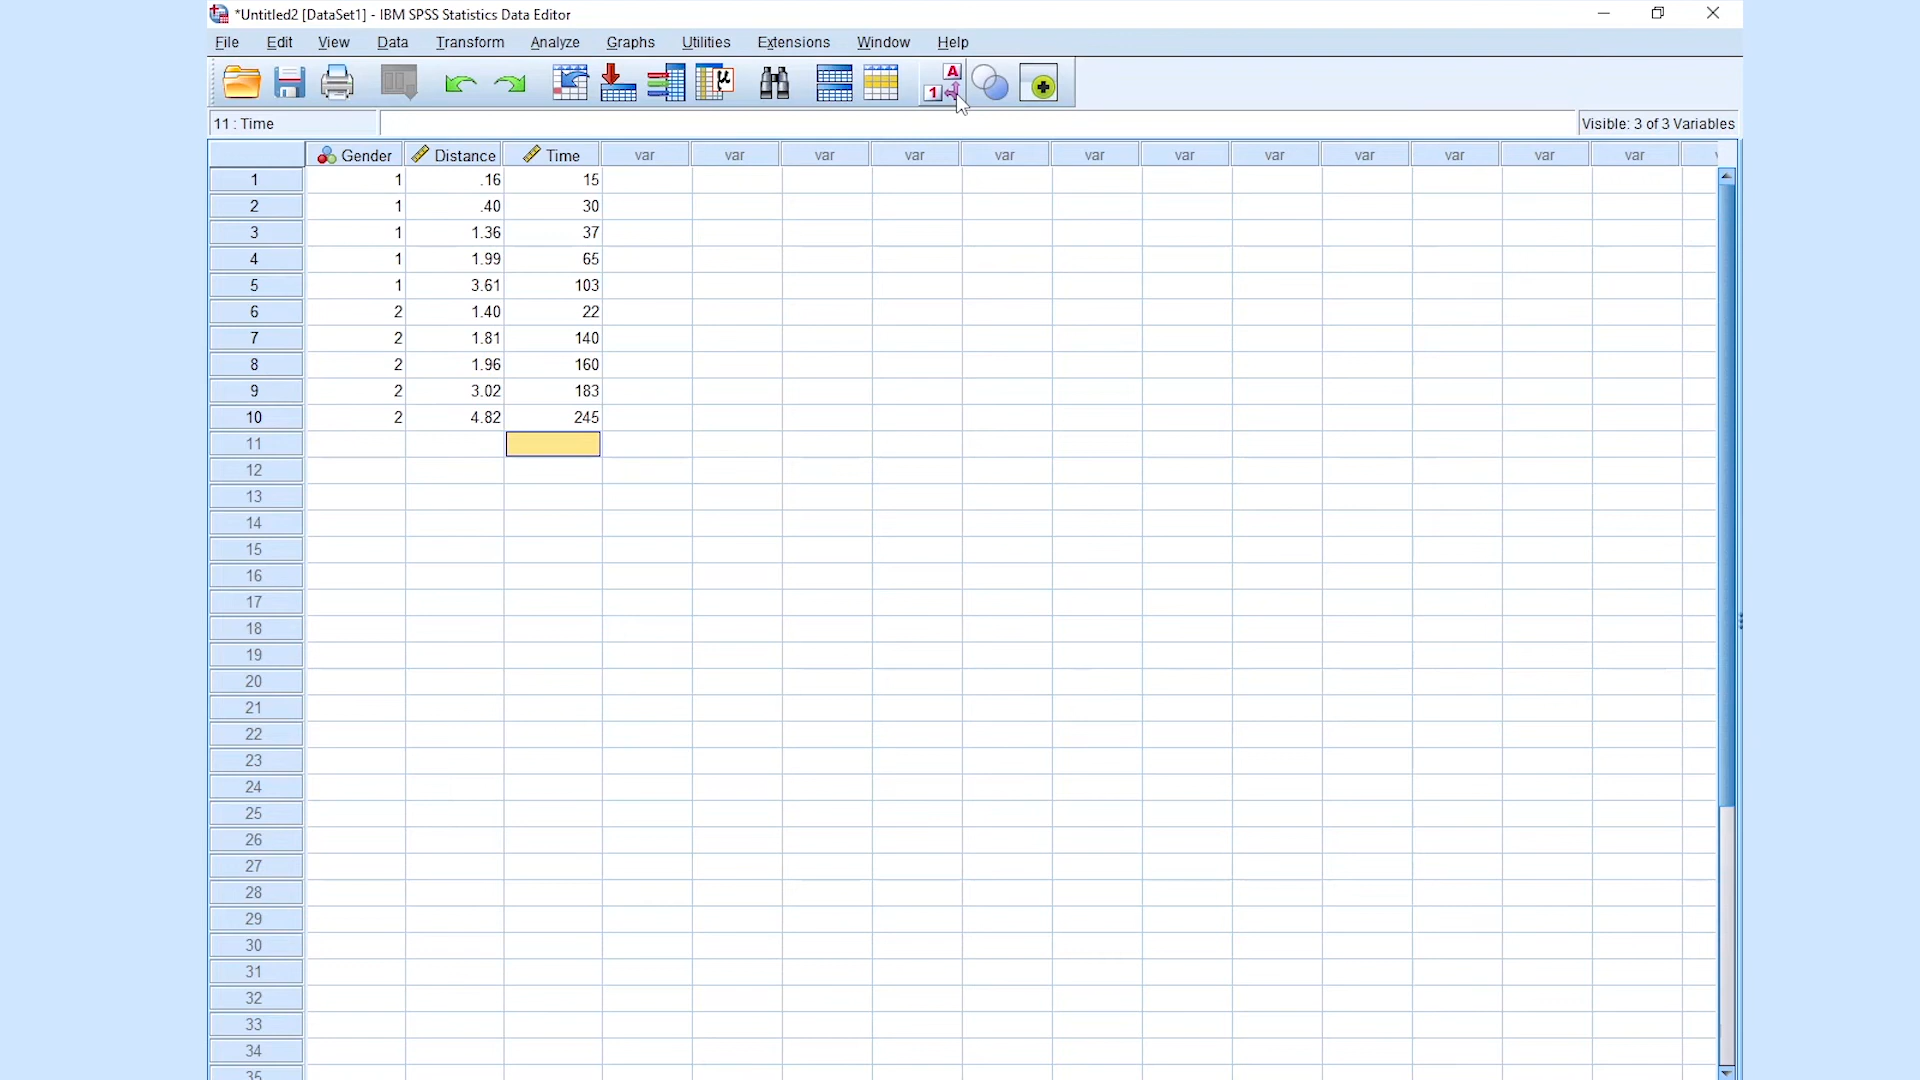 *Untitled2 [DataSet1] - IBM SPSS Statistics Data Editor
File Edit View Data Transform Analyze Graphs Utilities Extensions Window Help
A
1
μ
11 : Time
Visible: 3 of 3 Variables
Gender Distance Time var var var var var var var var var var var var
1 1 .16 15
2 1 .40 30
3 1 1.36 37
4 1 1.99 65
5 1 3.61 103
6 2 1.40 22
7 2 1.81 140
8 2 1.96 160
9 2 3.02 183
10 2 4.82 245
11
12
13
14
15
16
17
18
19
20
21
22
23
24
25
26
27
28
29
30
31
32
33
34
35